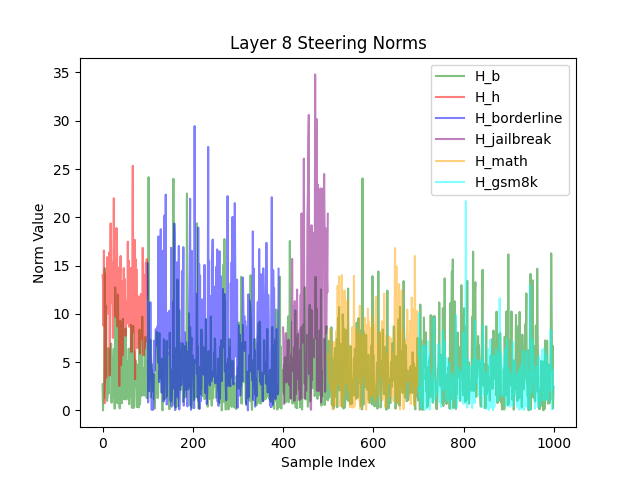 Layer 8 Steering Norms
Norm Value
35
30
25
20
15
10
5
0
H_b
H_h
H_borderline
H_jailbreak
H_math
H_gsm8k
0
200
400
600
800
1000
Sample Index